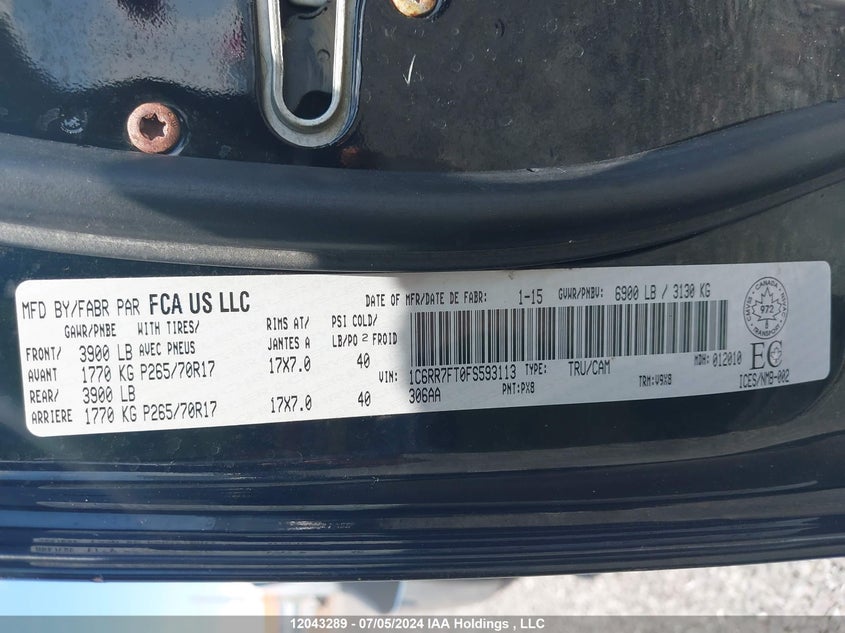 MFD BY/FABR PAR FCA US LLC
DATE OF MFR/DATE DE FABR: 1-15 GVWR/PNBV: 6900 LB / 3130 KG
GAWR/PNBE WITH TIRES/ RIMS AT/ PSI COLD/
AVEC PNEUS JANTES A LB/PO 2 FROID
FRONT/ 3900 LB
AVANT 1770 KG P265/70R17 17X7.0 40
REAR/ 3900 LB
ARRIERE 1770 KG P265/70R17 17X7.0 40
VIN: 1C6RR7FT0FS593113 TYPE: TRU/CAM MDH: 012010
306AA PNT: PX8 TRM: V9X8 ICES/NMB-002
CANADA
972
TRANSPORT
EC
12043289 - 07/05/2024 IAA Holdings , LLC